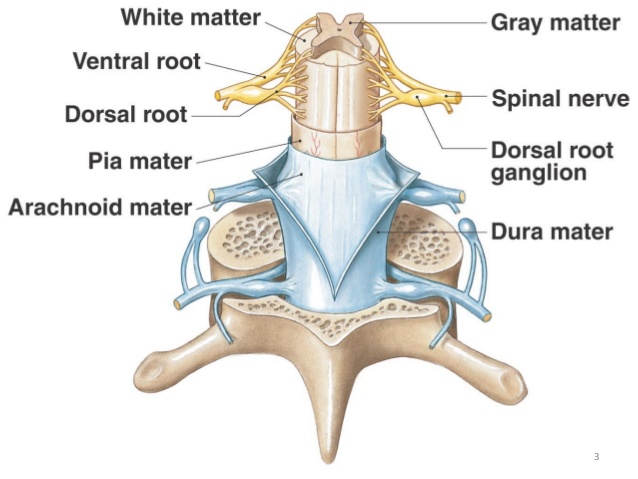 White matter
Ventral root
Dorsal root
Pia mater
Arachnoid mater
Gray matter
Spinal nerve
Dorsal root
ganglion
Dura mater
3